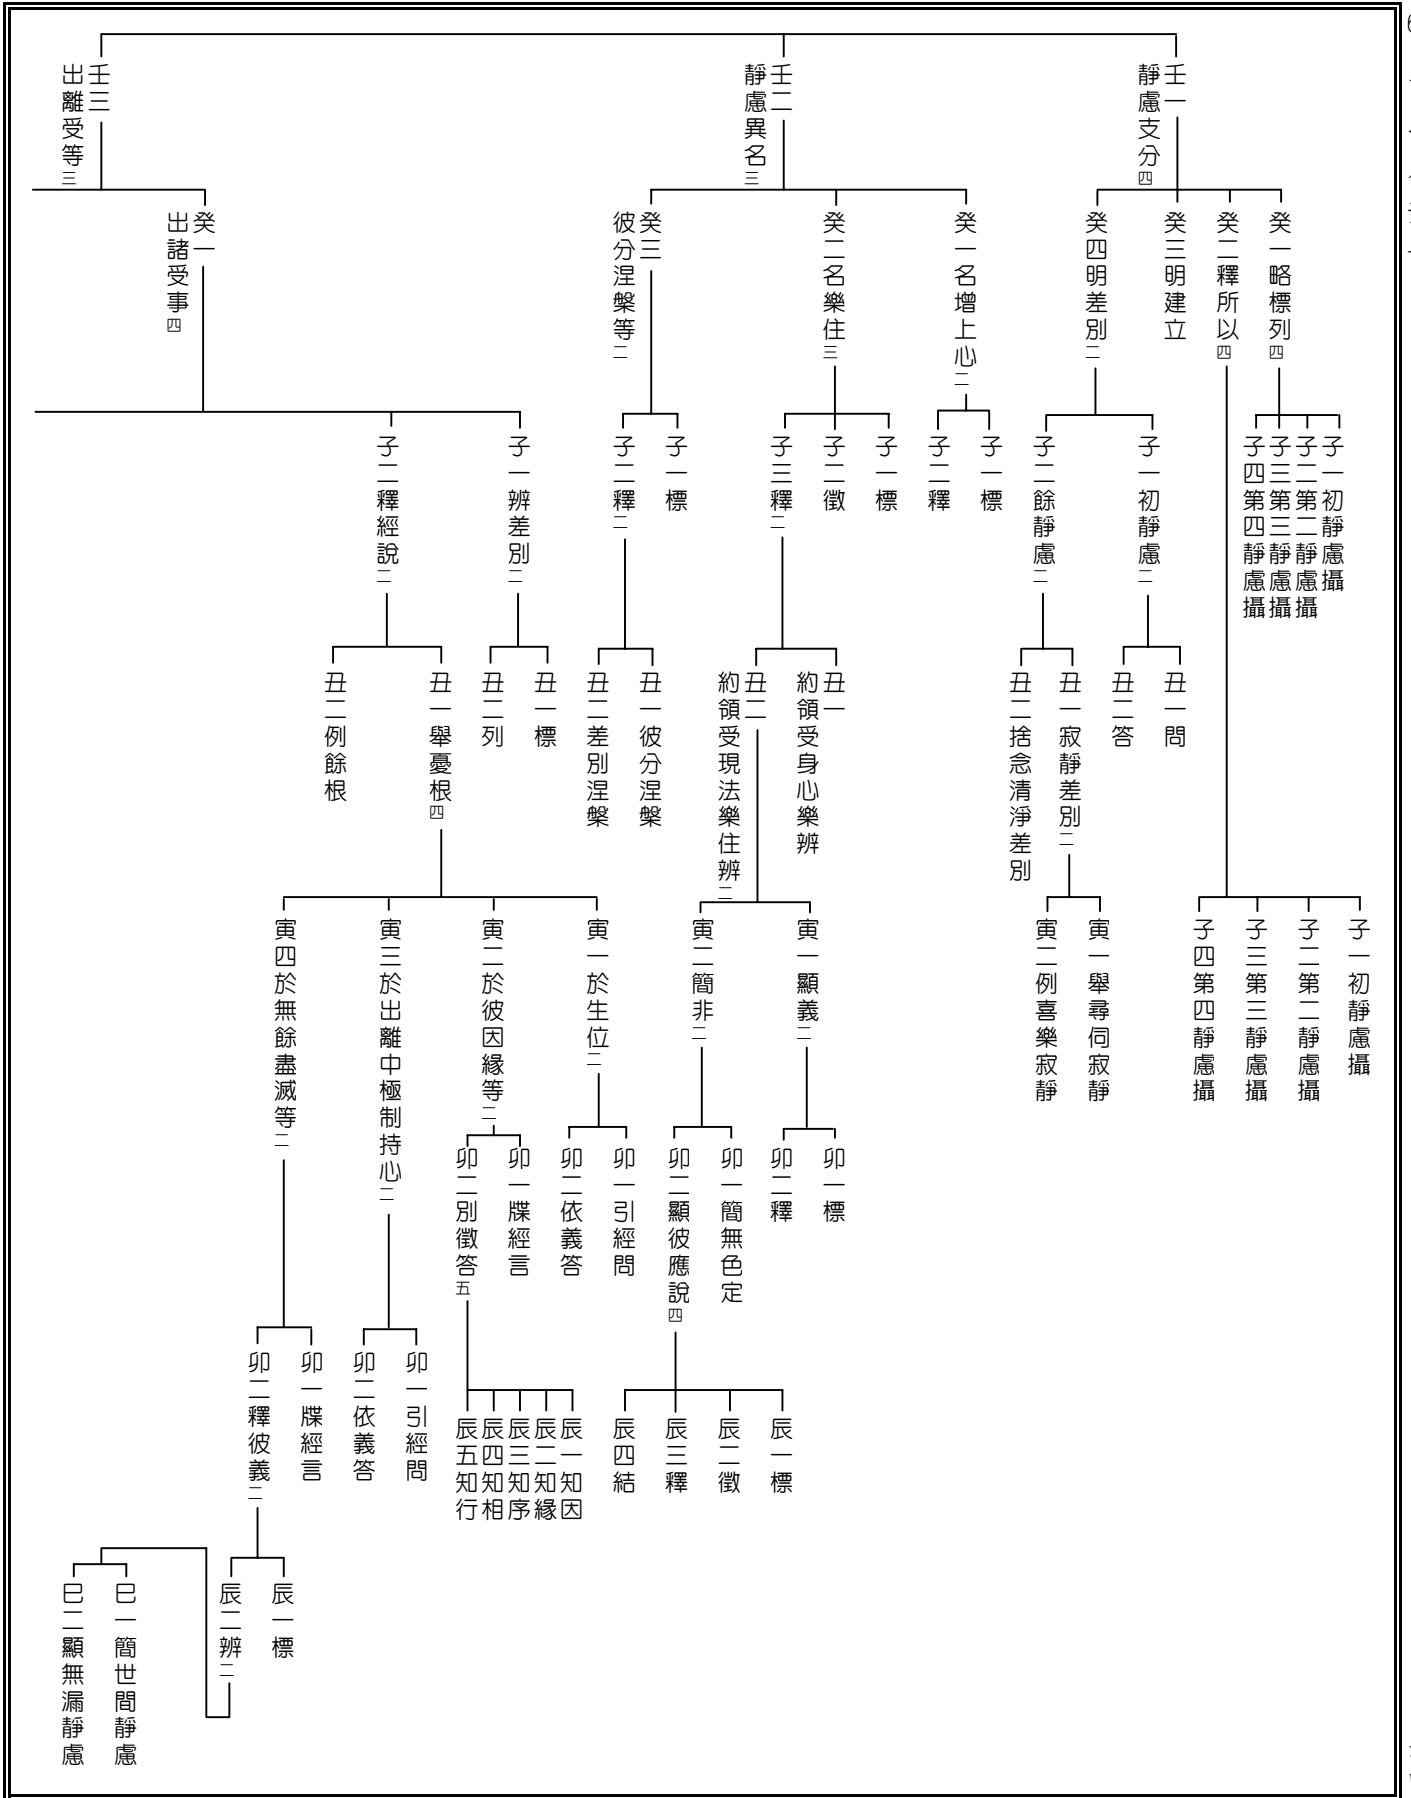 壬一
靜慮支分四
癸一略標列四
子一初靜慮攝
子二第二靜慮攝
子三第三靜慮攝
子四第四靜慮攝
癸二釋所以四
子一初靜慮攝
子二第二靜慮攝
子三第三靜慮攝
子四第四靜慮攝
癸三明建立
癸四明差別二
子一初靜慮二
丑一問
丑二答
子二餘靜慮二
丑一寂靜差別二
寅一舉尋伺寂靜
寅二例喜樂寂靜
丑二捨念清淨差別
壬二
靜慮異名三
癸一名增上心二
子一標
子二釋
癸二名樂住三
子一標
子二徵
子三釋二
丑一
約領受身心樂辨
丑二
約領受現法樂住辨二
寅一顯義二
卯一標
卯二釋
寅二簡非二
卯一簡無色定
卯二顯彼應說四
辰一標
辰二徵
辰三釋
辰四結
癸三
彼分涅槃等二
子一標
子二釋二
丑一彼分涅槃
丑二差別涅槃
壬三
出離受等三
癸一
出諸受事四
子一辨差別二
丑一標
丑二列
子二釋經說二
丑一舉憂根四
寅一於生位二
卯一引經問
卯二依義答
寅二於彼因緣等二
卯一牒經言
卯二別徵答五
辰一知因
辰二知緣
辰三知序
辰四知相
辰五知行
寅三於出離中極制持心二
卯一引經問
卯二依義答
寅四於無餘盡滅等二
卯一牒經言
卯二釋彼義二
辰一標
辰二辨二
巳一簡世間靜慮
巳二顯無漏靜慮
丑二例餘根